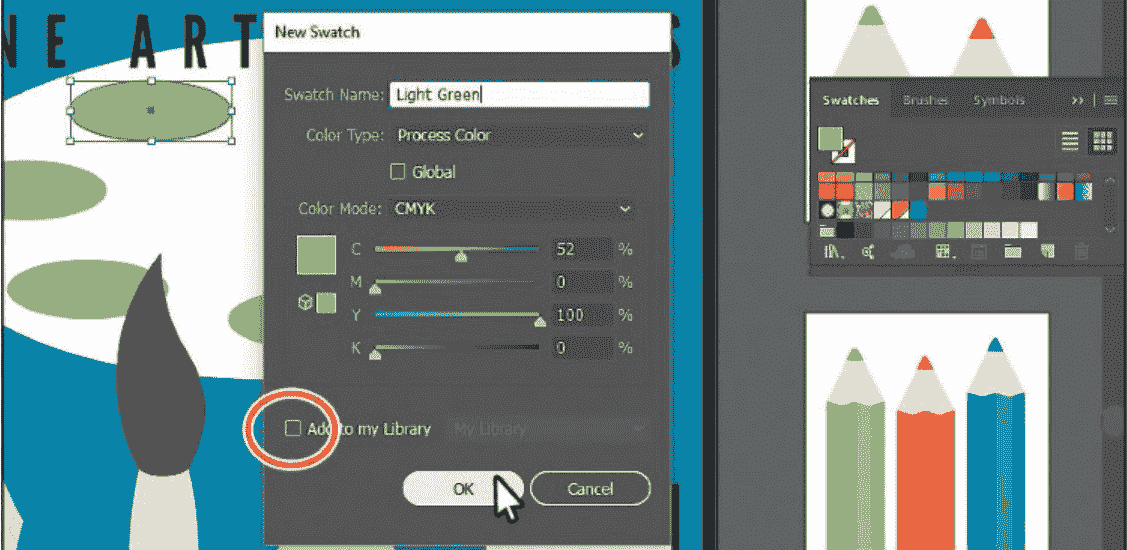 NE ART S
New Swatch
Swatch Name: Light Green
Color Type: Process Color
Global
Color Mode: CMYK
C 52 %
M 0 %
Y 100 %
K 0 %
Add to my Library My Library
OK Cancel
Swatches Brushes Symbols